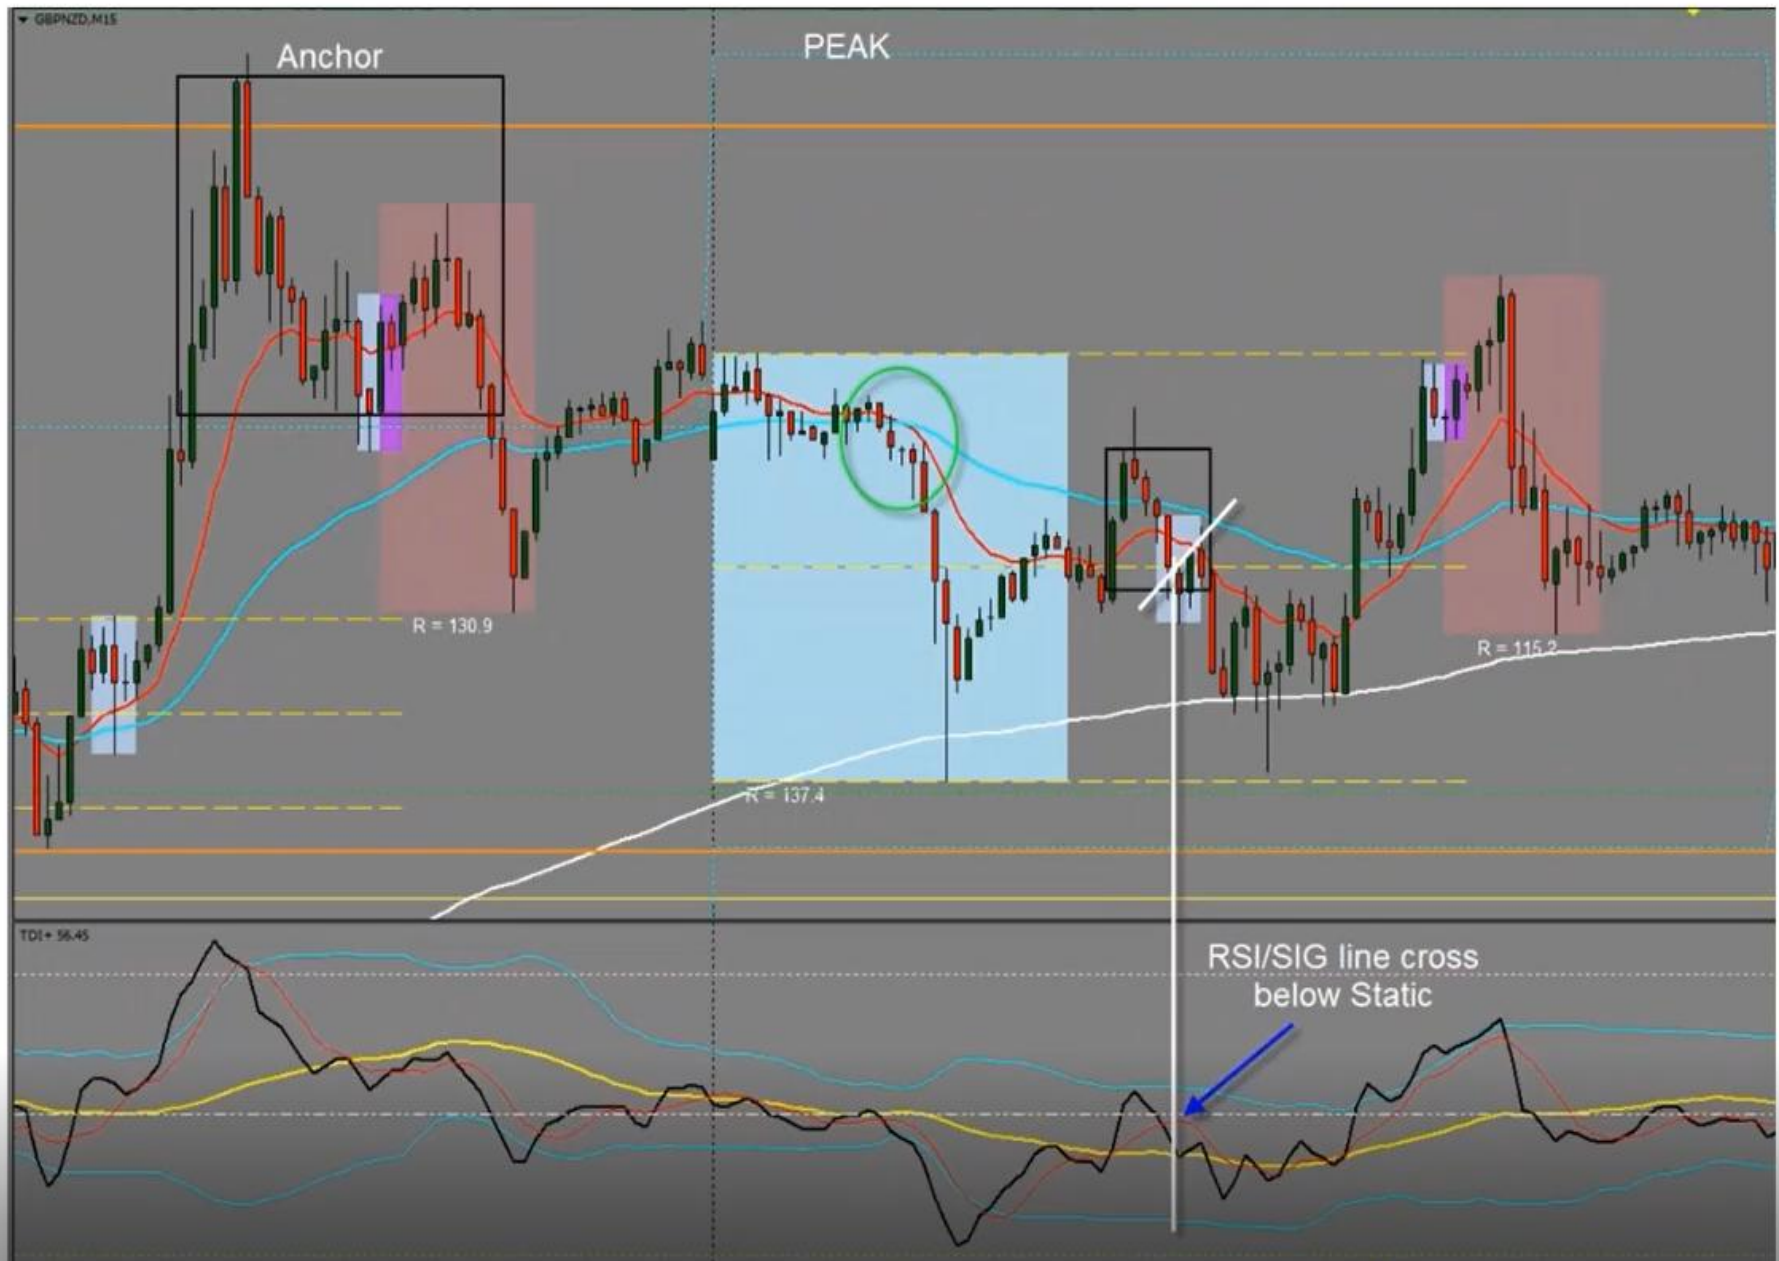 GBPNZD,M15
Anchor
PEAK
R = 130.9
R = 115.2
R = 137.4
TDI+ 56.45
RSI/SIG line cross
below Static